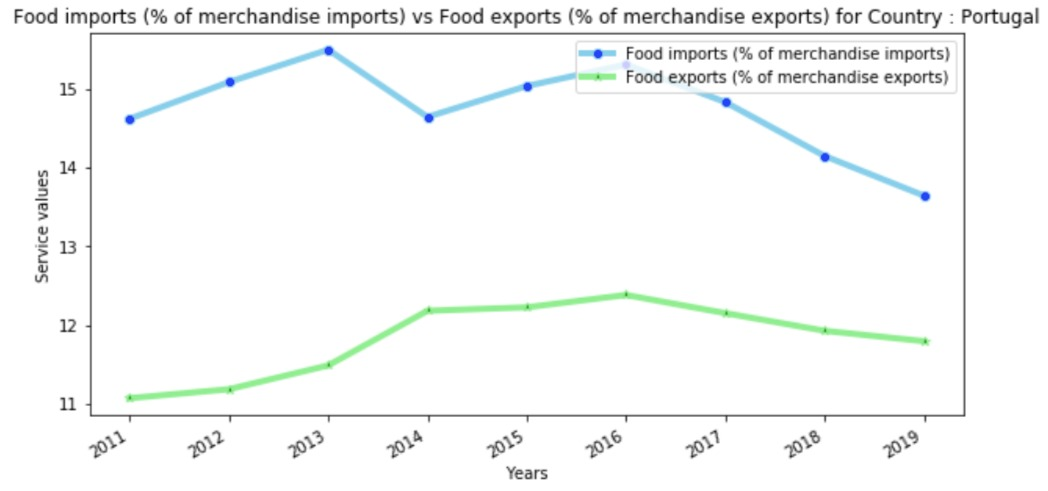 Food imports (% of merchandise imports) vs Food exports (% of merchandise exports) for Country : Portugal
Food imports (% of merchandise imports)
Food exports (% of merchandise exports)
15
14
13
12
11
Service values
2011
2012
2013
2014
2015
2016
2017
2018
2019
Years